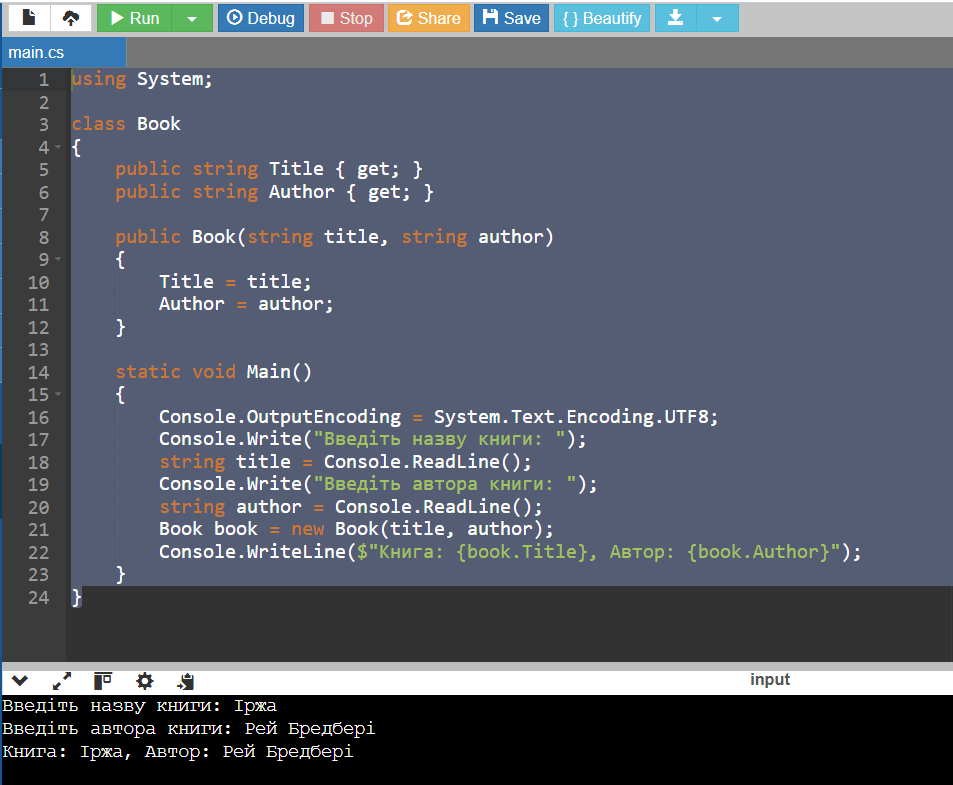 Run Debug Stop Share Save { } Beautify
main.cs
1 using System;
2
3 class Book
4 {
5     public string Title { get; }
6     public string Author { get; }
7
8     public Book(string title, string author)
9     {
10         Title = title;
11         Author = author;
12     }
13
14     static void Main()
15     {
16         Console.OutputEncoding = System.Text.Encoding.UTF8;
17         Console.Write("Введіть назву книги: ");
18         string title = Console.ReadLine();
19         Console.Write("Введіть автора книги: ");
20         string author = Console.ReadLine();
21         Book book = new Book(title, author);
22         Console.WriteLine($"Книга: {book.Title}, Автор: {book.Author}");
23     }
24 }
input
Введіть назву книги: Іржа
Введіть автора книги: Рей Бредбері
Книга: Іржа, Автор: Рей Бредбері